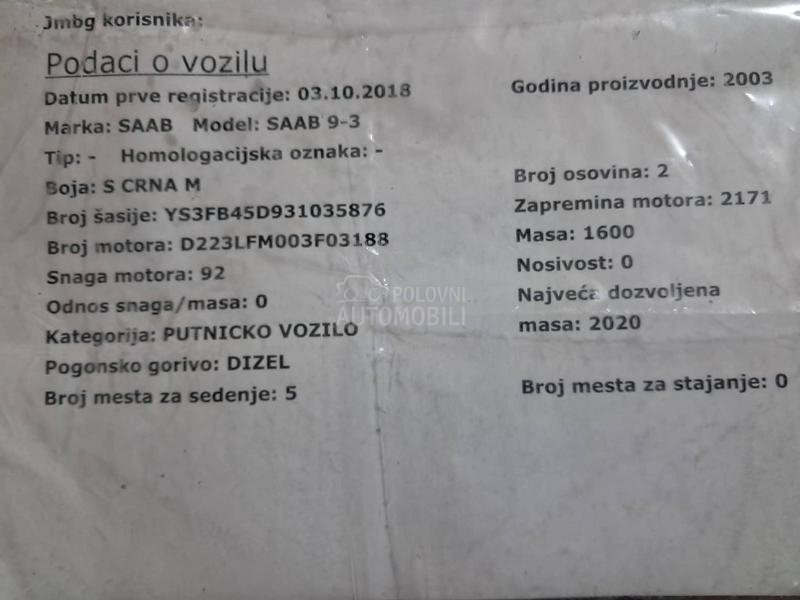 Jmbg korisnika:
Podaci o vozilu
Datum prve registracije: 03.10.2018
Godina proizvodnje: 2003
Marka: SAAB Model: SAAB 9-3
Tip: - Homologacijska oznaka: -
Boja: S CRNA M
Broj osovina: 2
Broj šasije: YS3FB45D931035876
Zapremina motora: 2171
Broj motora: D223LFM003F03188
Masa: 1600
Snaga motora: 92
Nosivost: 0
Odnos snaga/masa: 0
Najveća dozvoljena
masa: 2020
Kategorija: PUTNICKO VOZILO
Pogonsko gorivo: DIZEL
Broj mesta za sedenje: 5
Broj mesta za stajanje: 0
POLOVNI
AUTOMOBILI